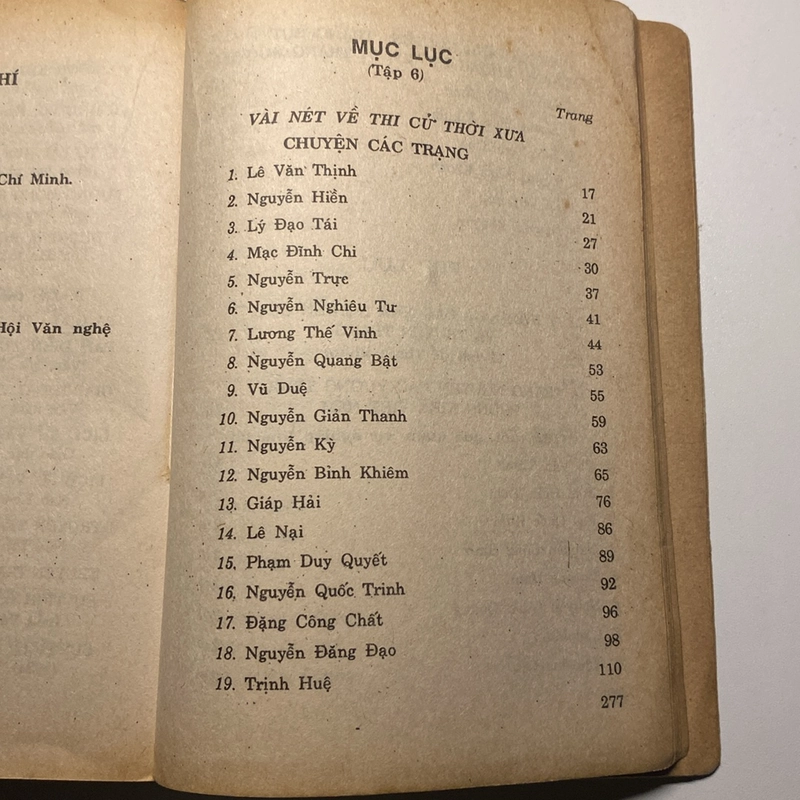 HÍ
Chí Minh.
Hội Văn nghệ
MỤC LỤC
(Tập 6)
Trang
VÀI NÉT VỀ THI CỬ THỜI XƯA
CHUYỆN CÁC TRẠNG
1. Lê Văn Thịnh 17
2. Nguyễn Hiền 21
3. Lý Đạo Tái 27
4. Mạc Đĩnh Chi 30
5. Nguyễn Trực 37
6. Nguyễn Nghiêu Tư 41
7. Lương Thế Vinh 44
8. Nguyễn Quang Bật 53
9. Vũ Duệ 55
10. Nguyễn Giản Thanh 59
11. Nguyễn Kỳ 63
12. Nguyễn Bỉnh Khiêm 65
13. Giáp Hải 76
14. Lê Nại 86
15. Phạm Duy Quyết 89
16. Nguyễn Quốc Trinh 92
17. Đặng Công Chất 96
18. Nguyễn Đăng Đạo 98
19. Trịnh Huệ 110
277